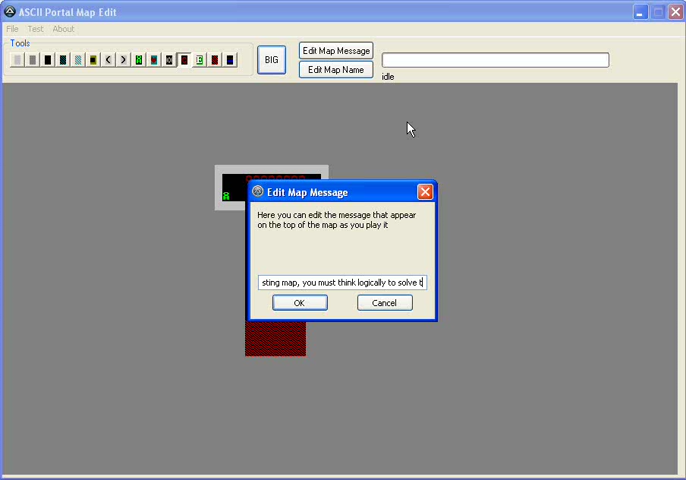 ASCII Portal Map Edit
File Test About
Tools
BIG
Edit Map Message
Edit Map Name
idle
Edit Map Message
Here you can edit the message that appear
on the top of the map as you play it
sting map, you must think logically to solve t
OK
Cancel